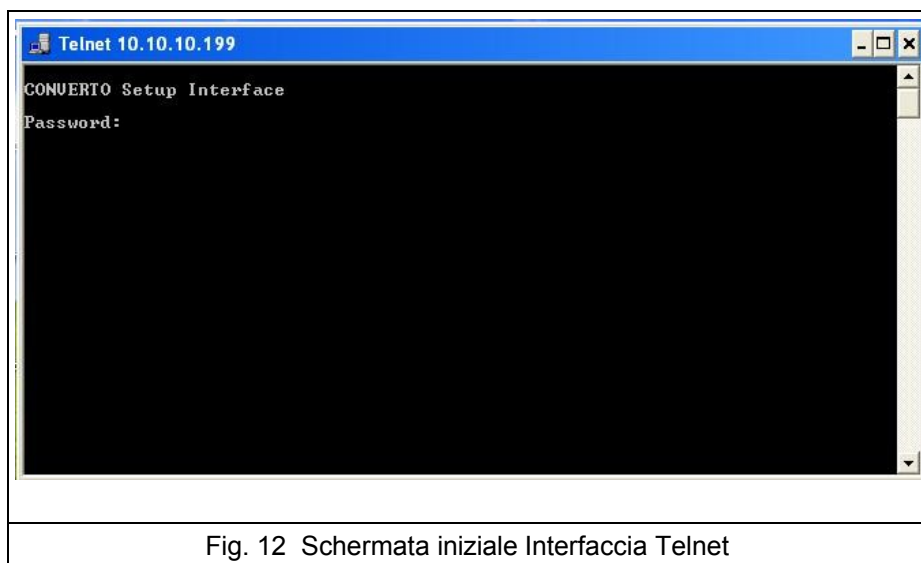 Telnet 10.10.10.199
CONVERTO Setup Interface
Password:
Fig. 12 Schermata iniziale Interfaccia Telnet